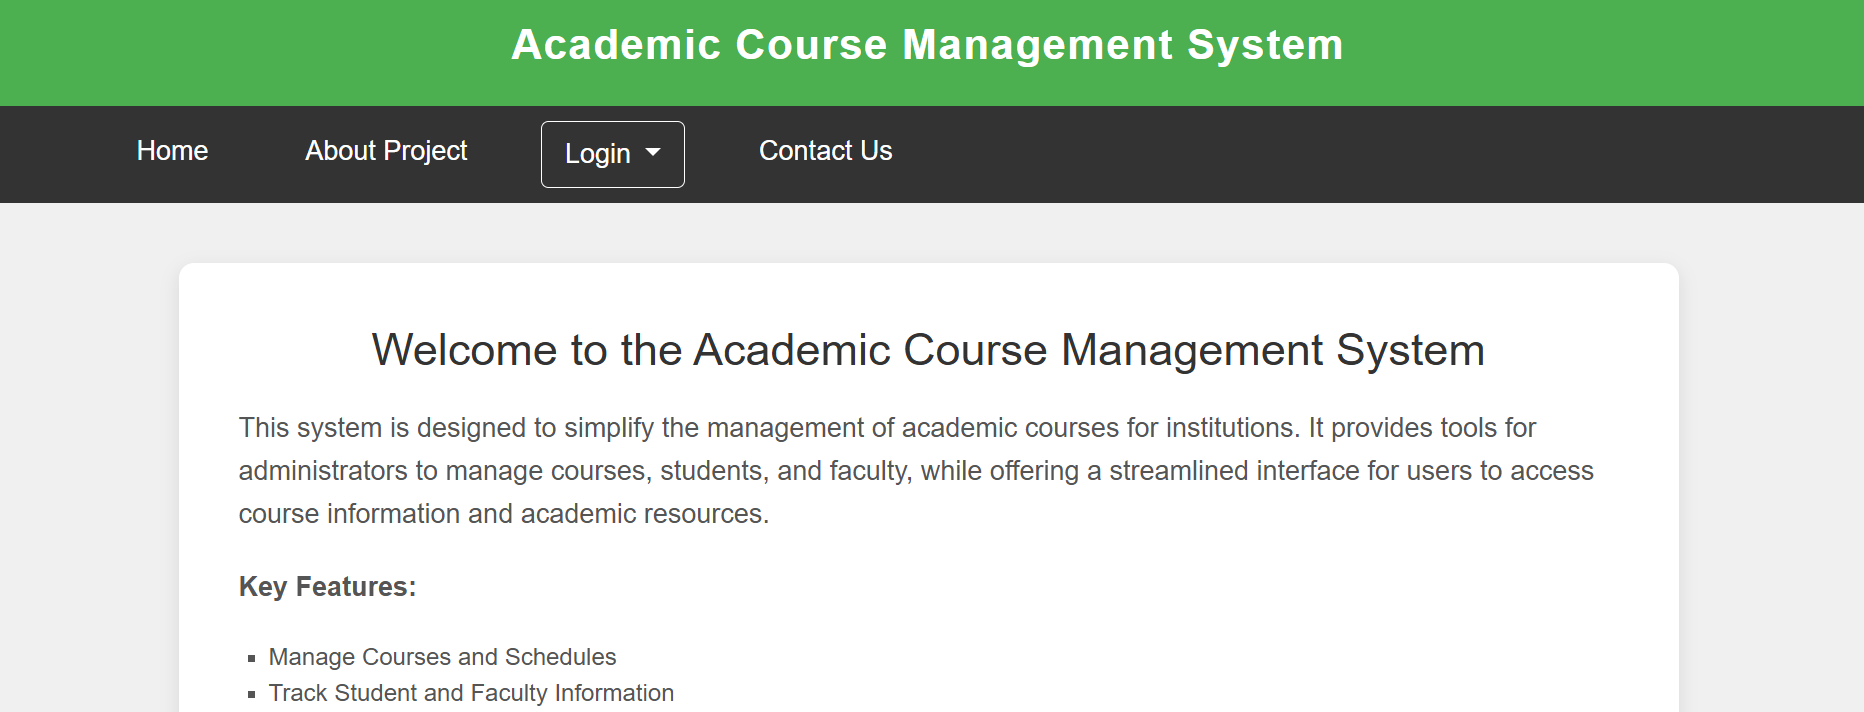 Academic Course Management System
Home About Project Login Contact Us
Welcome to the Academic Course Management System
This system is designed to simplify the management of academic courses for institutions. It provides tools for
administrators to manage courses, students, and faculty, while offering a streamlined interface for users to access
course information and academic resources.
Key Features:
Manage Courses and Schedules
Track Student and Faculty Information